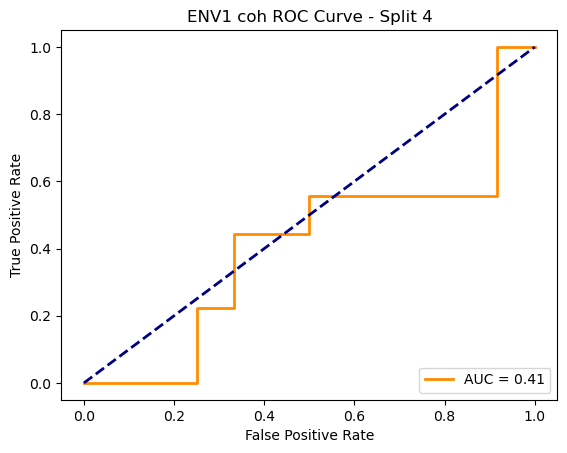 ENV1 coh ROC Curve - Split 4
1.0
0.8
0.6
0.4
0.2
0.0
True Positive Rate
AUC = 0.41
0.0 0.2 0.4 0.6 0.8 1.0
False Positive Rate